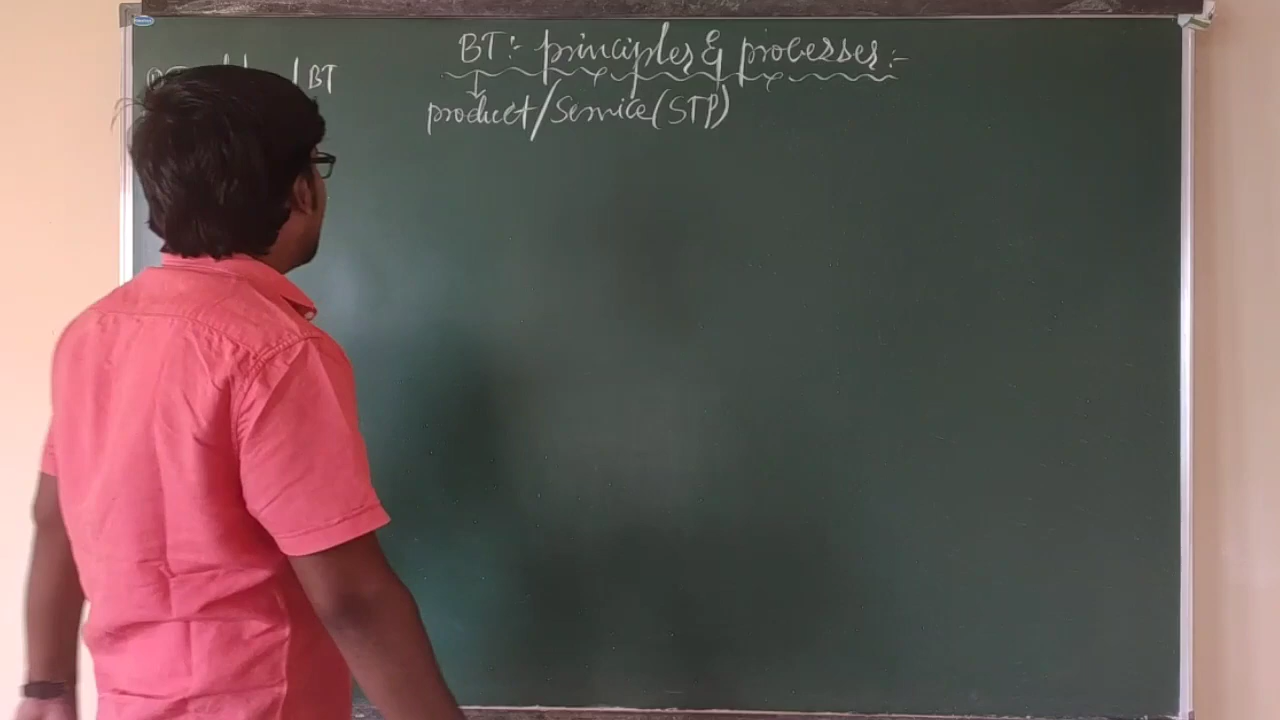 BT:- principles & processes:-
BT
product/Service(STP)